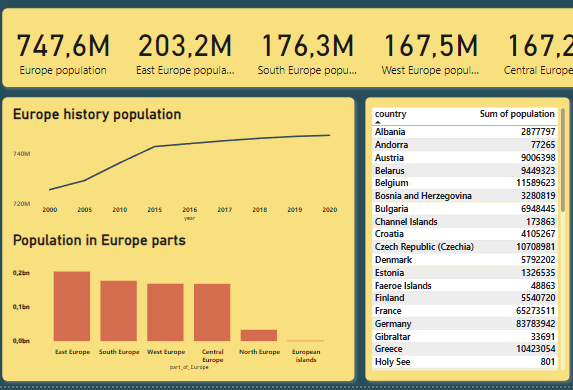 747,6M 203,2M 176,3M 167,5M 167,2
Europe population East Europe popula... South Europe popu... West Europe popul... Central Europe
Europe history population
740M
720M
2000 2005 2010 2015 2016 2017 2018 2019 2020
year
Population in Europe parts
0,2bn
0,1bn
0,0bn
East Europe South Europe West Europe Central Europe North Europe European islands
part_of_Europe
country Sum of population
Albania 2877797
Andorra 77265
Austria 9006398
Belarus 9449323
Belgium 11589623
Bosnia and Herzegovina 3280819
Bulgaria 6948445
Channel Islands 173863
Croatia 4105267
Czech Republic (Czechia) 10708981
Denmark 5792202
Estonia 1326535
Faeroe Islands 48863
Finland 5540720
France 65273511
Germany 83783942
Gibraltar 33691
Greece 10423054
Holy See 801